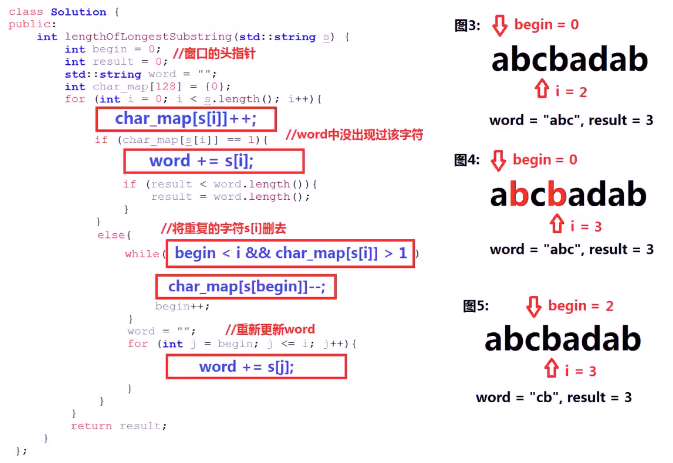 class Solution {
public:
int lengthOfLongestSubstring(std::string s) {
int begin = 0; //窗口的头指针
int result = 0;
std::string word = "";
int char_map[128] = {0};
for (int i = 0; i < s.length(); i++){
char_map[s[i]]++;
//word中没出现过该字符
if (char_map[s[i]] == 1){
word += s[i];
if (result < word.length()){
result = word.length();
}
}
else{ //将重复的字符s[i]删去
while( begin < i && char_map[s[i]] > 1 )
char_map[s[begin]]--;
begin++;
}
word = ""; //重新更新word
for (int j = begin; j <= i; j++){
word += s[j];
}
}
}
return result;
}
};
图3: begin = 0
abcbadab
i = 2
word = "abc", result = 3
图4: begin = 0
abcbadab
i = 3
word = "abc", result = 3
图5: begin = 2
abcbadab
i = 3
word = "cb", result = 3